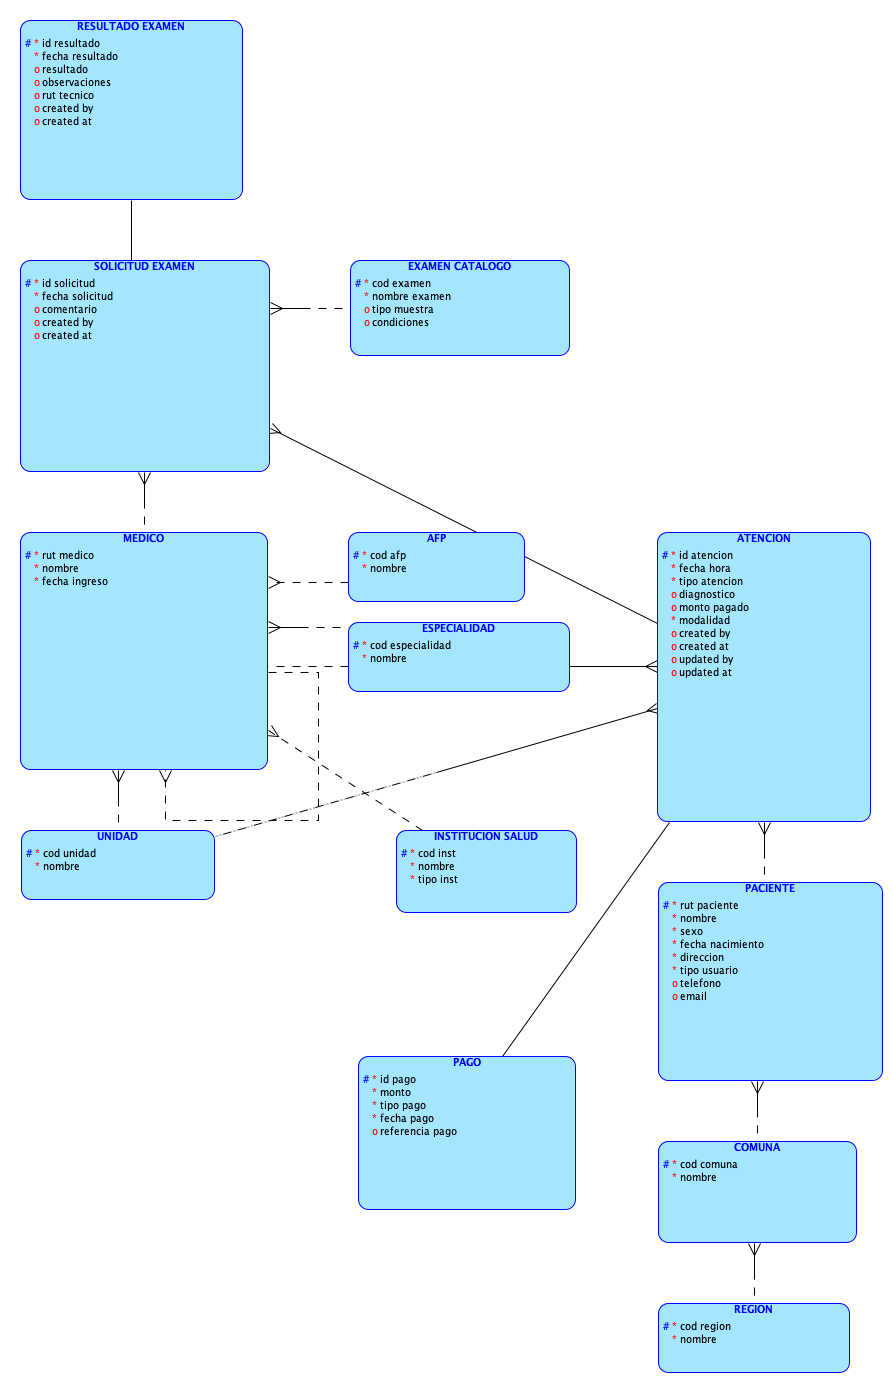 RESULTADO EXAMEN
# * id resultado
* fecha resultado
o resultado
o observaciones
o rut tecnico
o created by
o created at
SOLICITUD EXAMEN
# * id solicitud
* fecha solicitud
o comentario
o created by
o created at
EXAMEN CATALOGO
# * cod examen
* nombre examen
o tipo muestra
o condiciones
MEDICO
# * rut medico
* nombre
* fecha ingreso
AFP
# * cod afp
* nombre
ESPECIALIDAD
# * cod especialidad
* nombre
ATENCION
# * id atencion
* fecha hora
* tipo atencion
o diagnostico
o monto pagado
* modalidad
o created by
o created at
o updated by
o updated at
UNIDAD
# * cod unidad
* nombre
INSTITUCION SALUD
# * cod inst
* nombre
* tipo inst
PACIENTE
# * rut paciente
* nombre
* sexo
* fecha nacimiento
* direccion
* tipo usuario
o telefono
o email
PAGO
# * id pago
* monto
* tipo pago
* fecha pago
o referencia pago
COMUNA
# * cod comuna
* nombre
REGION
# * cod region
* nombre